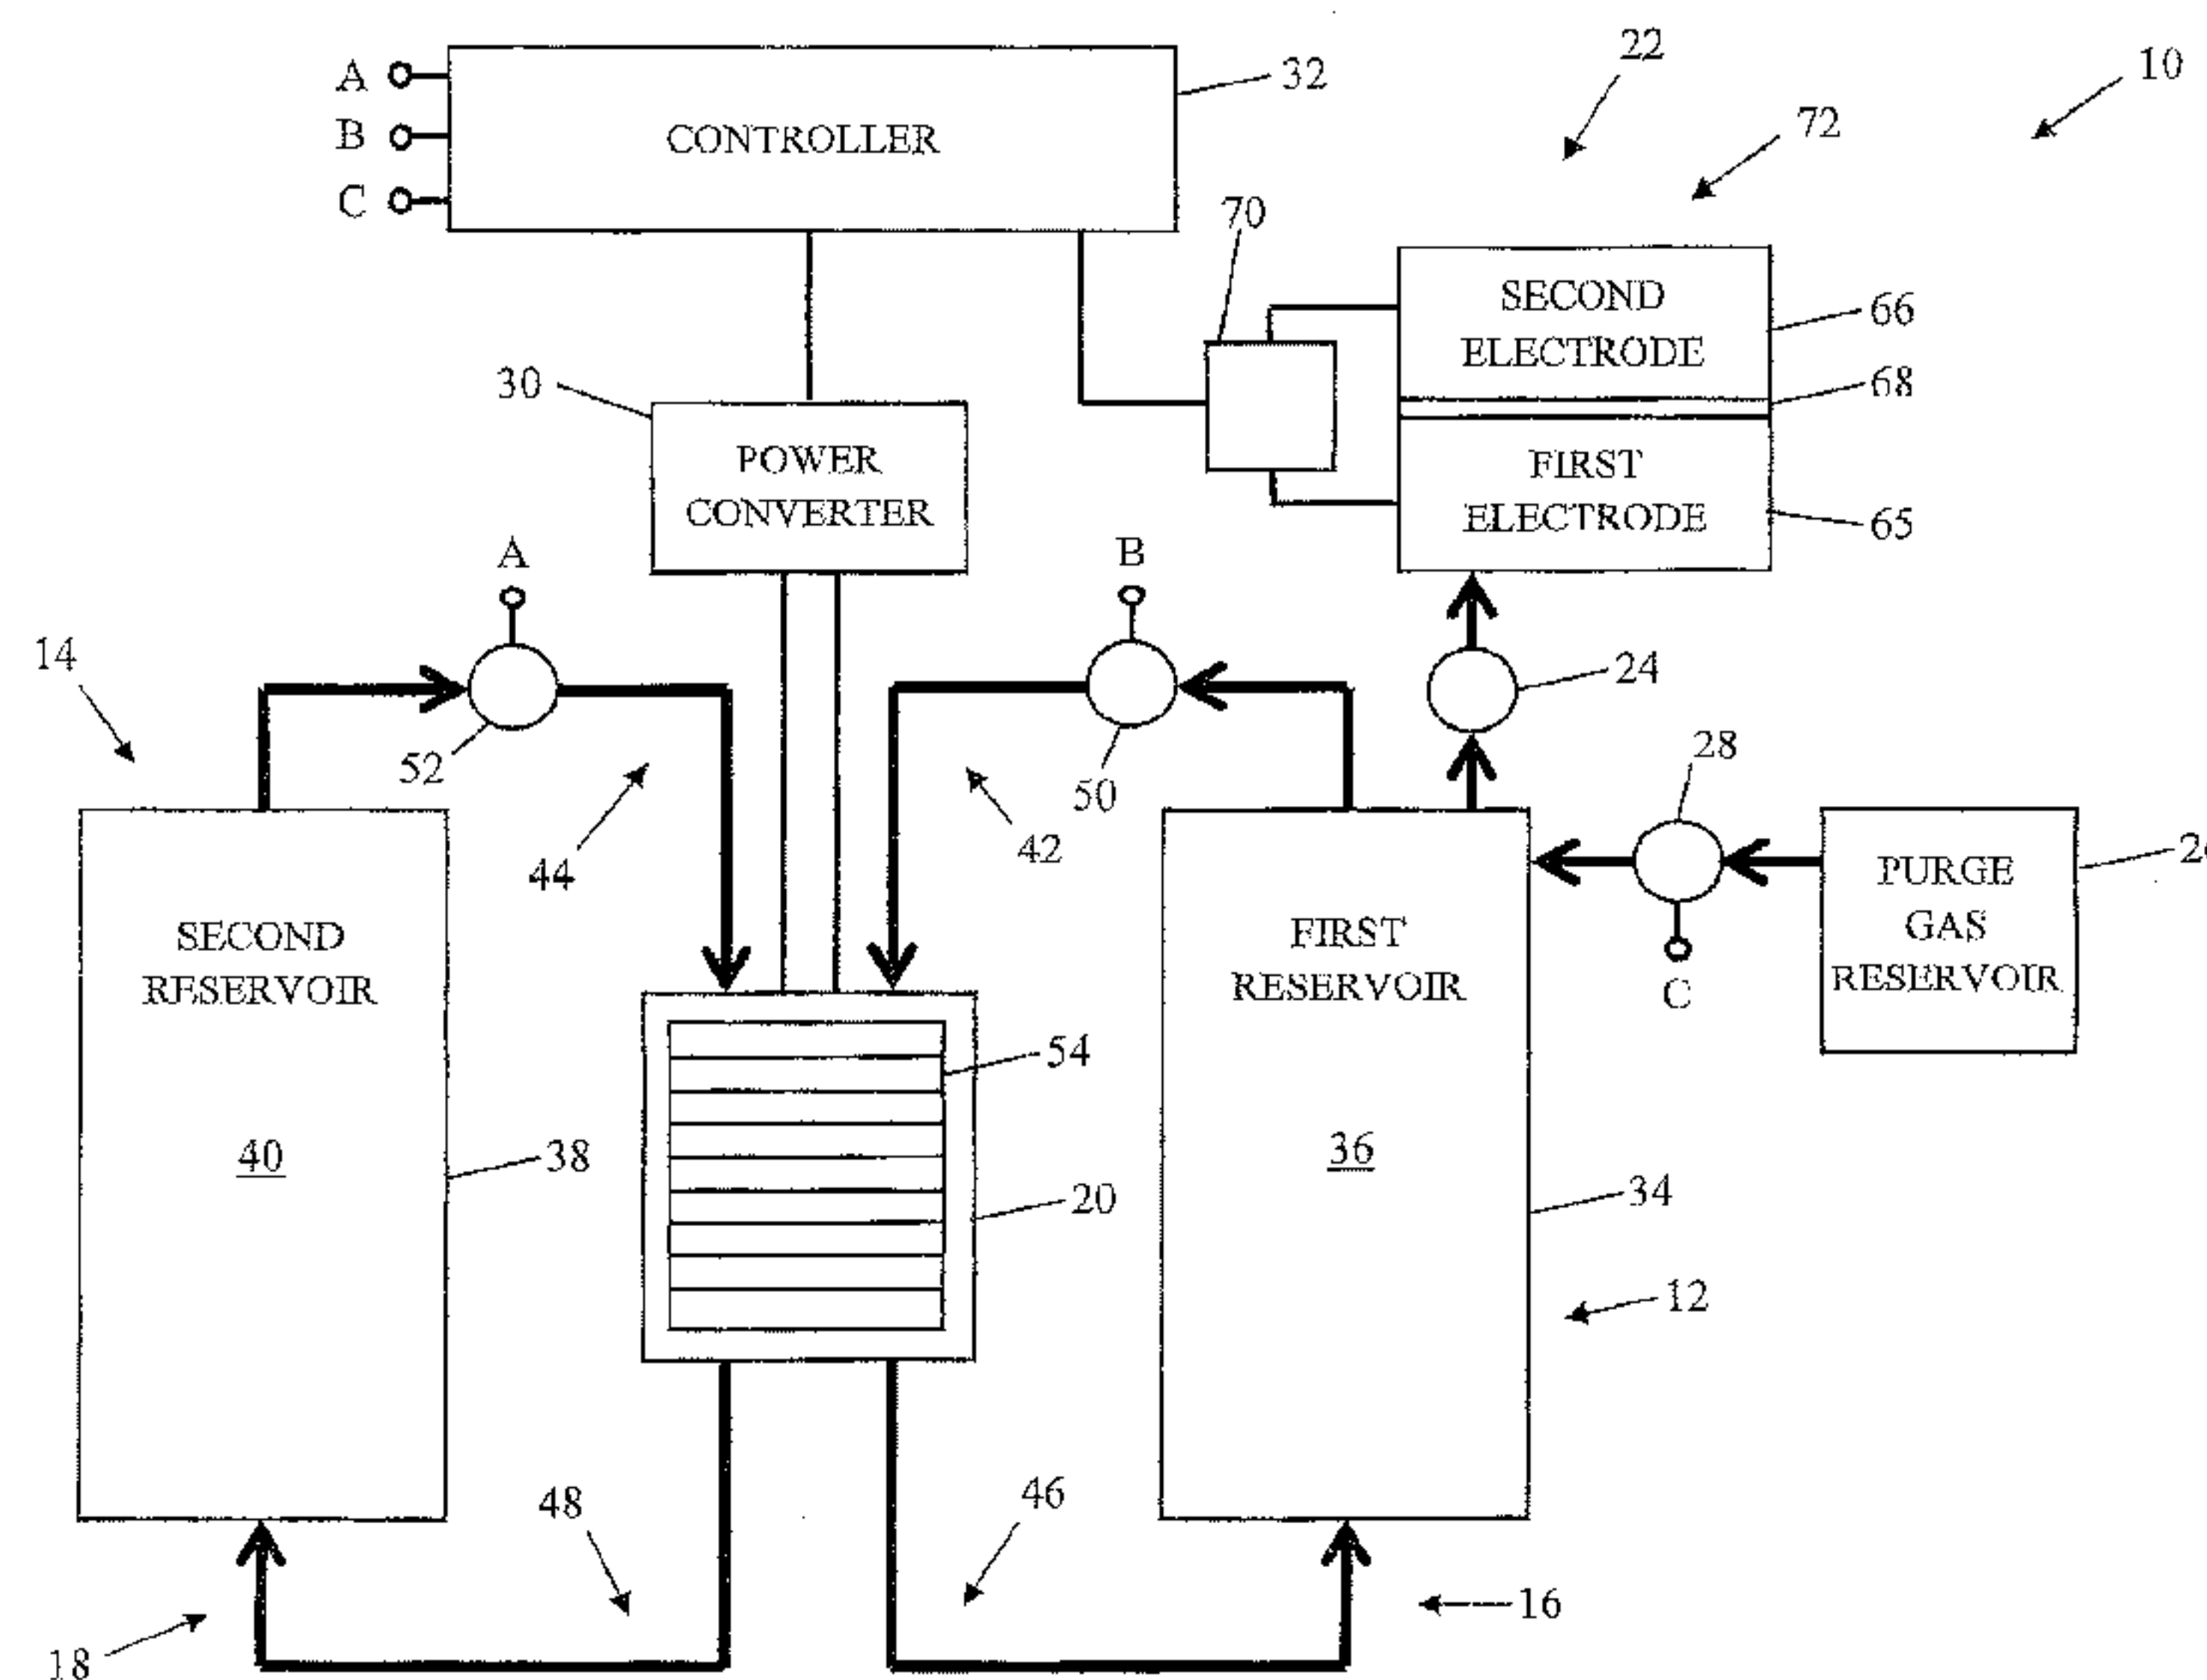 22
10
A
32
72
B
CONTROLLER
C
70
SECOND
ELECTRODE
66
68
30
POWER
CONVERTER
FIRST
ELECTRODE
65
A
B
14
24
52
50
28
44
42
SECOND
RESERVOIR
FIRST
RESERVOIR
PURGE
GAS
RESERVOIR
C
54
40
38
36
34
20
12
48
46
16
18